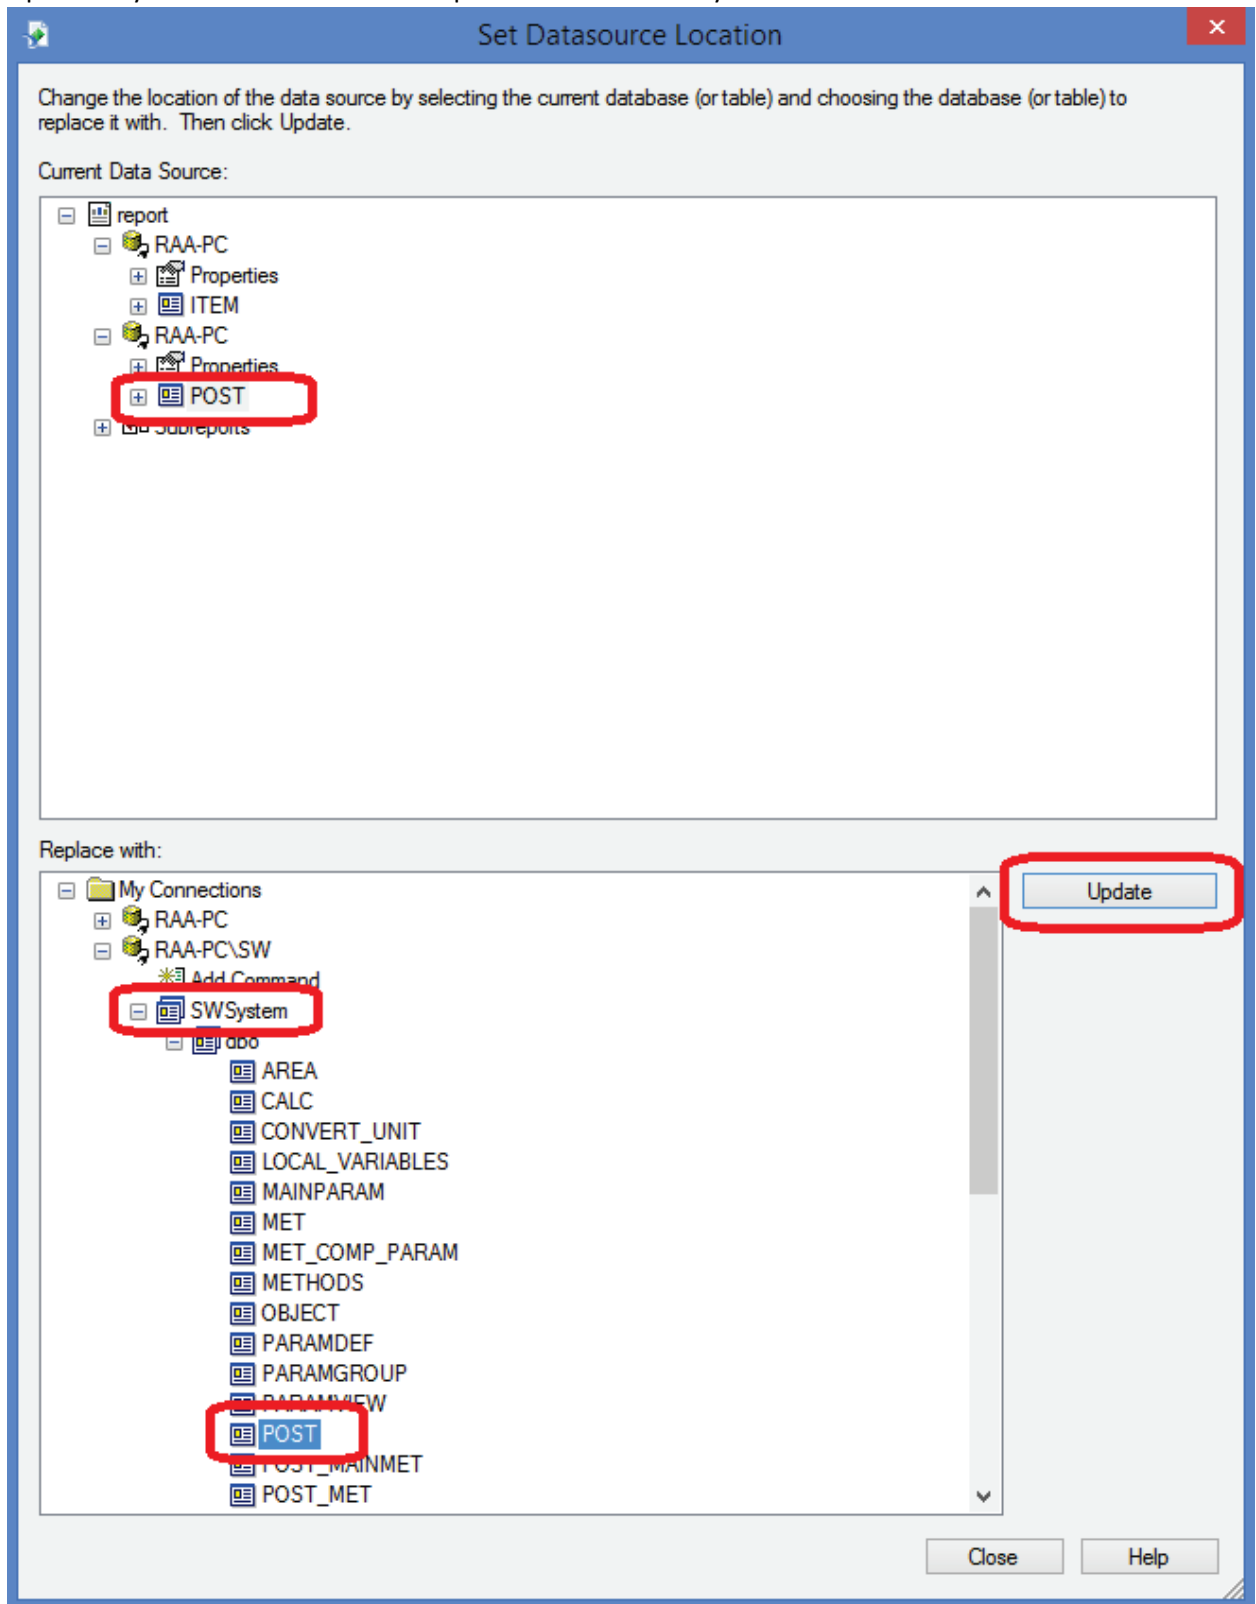 Set Datasource Location
Change the location of the data source by selecting the current database (or table) and choosing the database (or table) to
replace it with. Then click Update.
Current Data Source:
report
RAA-PC
Properties
ITEM
RAA-PC
Properties
POST
Subreports
Replace with:
My Connections
Update
RAA-PC
RAA-PC\SW
Add Command
SWSystem
dbo
AREA
CALC
CONVERT_UNIT
LOCAL_VARIABLES
MAINPARAM
MET
MET_COMP_PARAM
METHODS
OBJECT
PARAMDEF
PARAMGROUP
PARAMVIEW
POST
POST_MAINMET
POST_MET
Close
Help